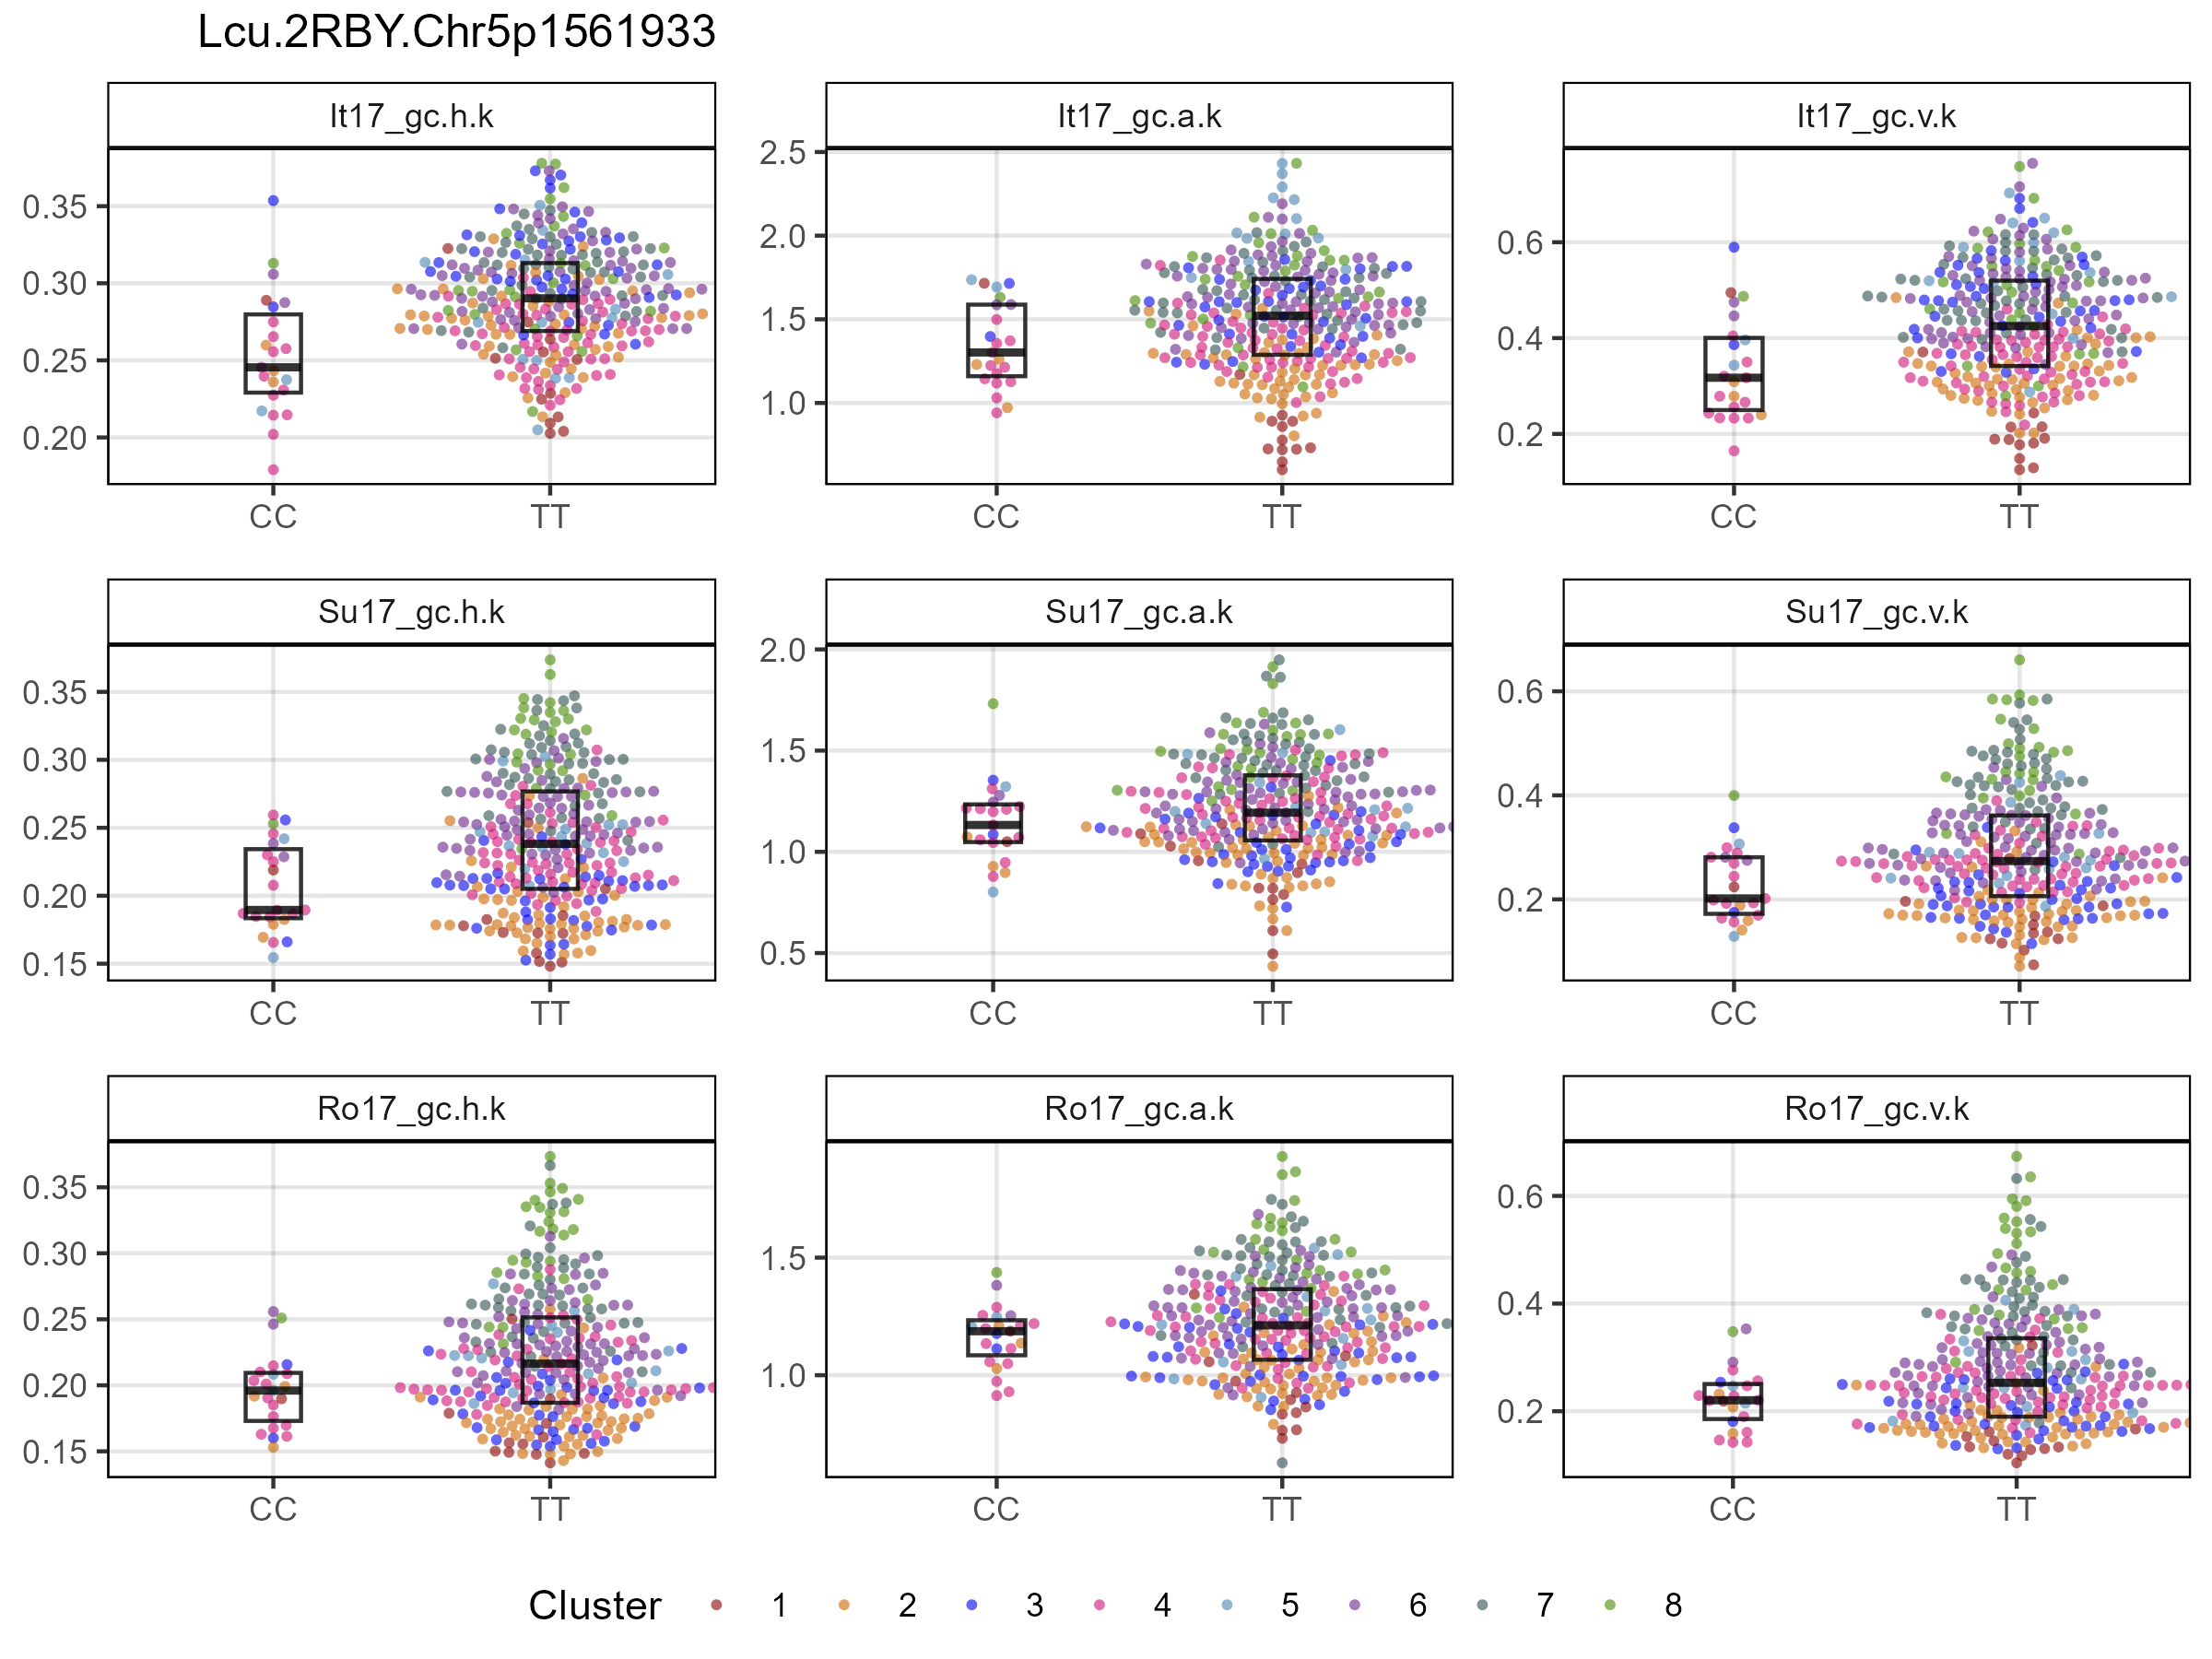 Lcu.2RBY.Chr5p1561933
It17_gc.h.k
It17_gc.a.k
It17_gc.v.k
0.35
0.30
0.25
0.20
2.5
2.0
1.5
1.0
0.6
0.4
0.2
CC TT
CC TT
CC TT
Su17_gc.h.k
Su17_gc.a.k
Su17_gc.v.k
0.35
0.30
0.25
0.20
0.15
2.0
1.5
1.0
0.5
0.6
0.4
0.2
CC TT
CC TT
CC TT
Ro17_gc.h.k
Ro17_gc.a.k
Ro17_gc.v.k
0.35
0.30
0.25
0.20
0.15
1.5
1.0
0.6
0.4
0.2
CC TT
CC TT
CC TT
Cluster 1 2 3 4 5 6 7 8